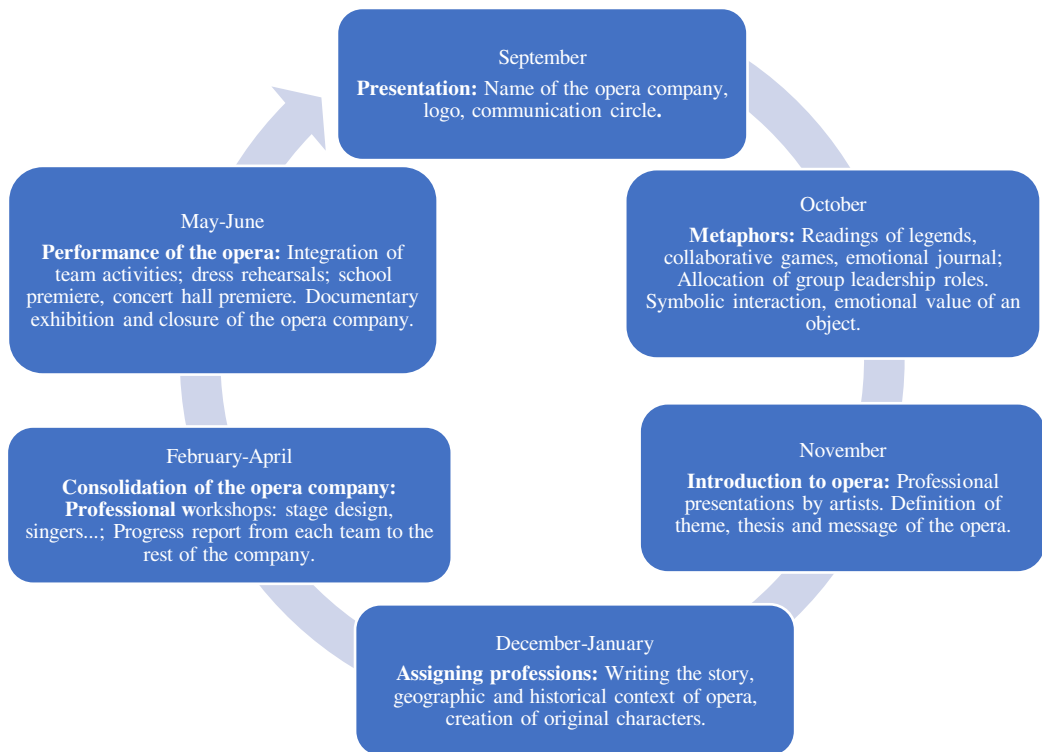 September
Presentation: Name of the opera company,
logo, communication circle.
October
Metaphors: Readings of legends,
collaborative games, emotional journal;
Allocation of group leadership roles.
Symbolic interaction, emotional value of an
object.
November
Introduction to opera: Professional
presentations by artists. Definition of
theme, thesis and message of the opera.
December-January
Assigning professions: Writing the story,
geographic and historical context of opera,
creation of original characters.
February-April
Consolidation of the opera company:
Professional workshops: stage design,
singers...; Progress report from each team to the
rest of the company.
May-June
Performance of the opera: Integration of
team activities; dress rehearsals; school
premiere, concert hall premiere. Documentary
exhibition and closure of the opera company.